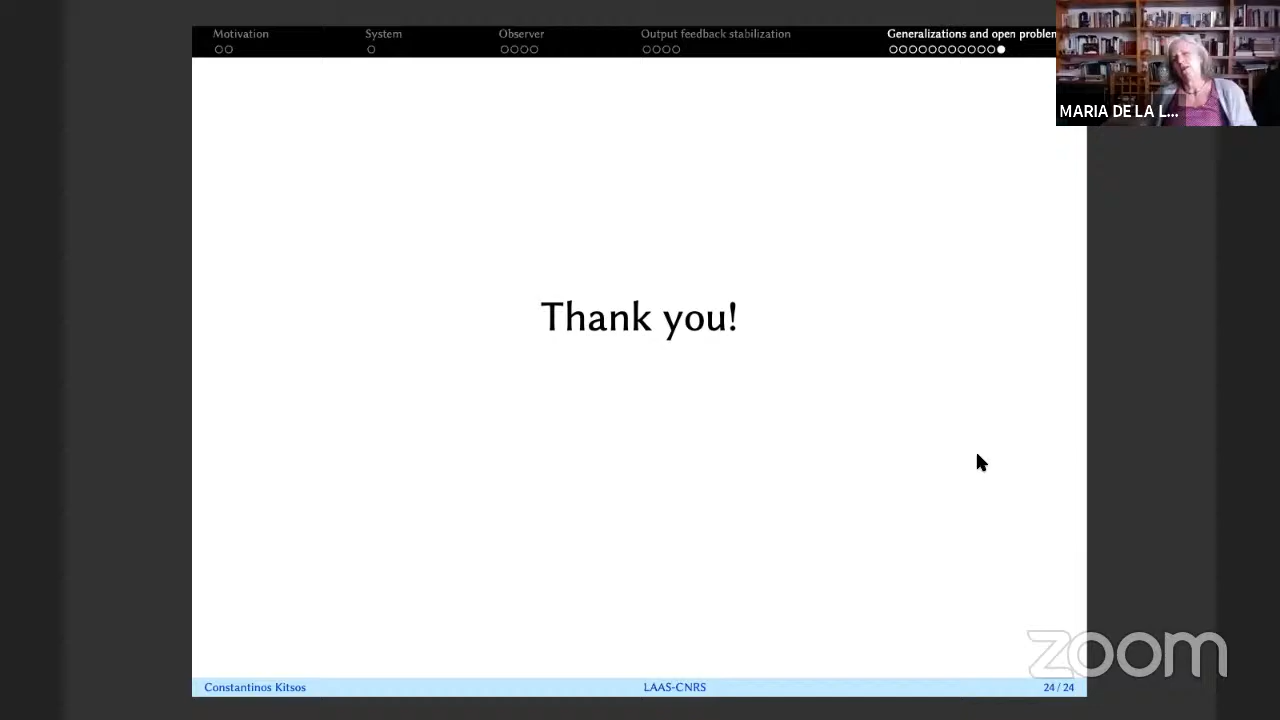 Motivation
System
Observer
Output feedback stabilization
Generalizations and open problem
MARIA DE LA L...
Thank you!
zoom
Constantinos Kitsos
LAAS-CNRS
24 / 24